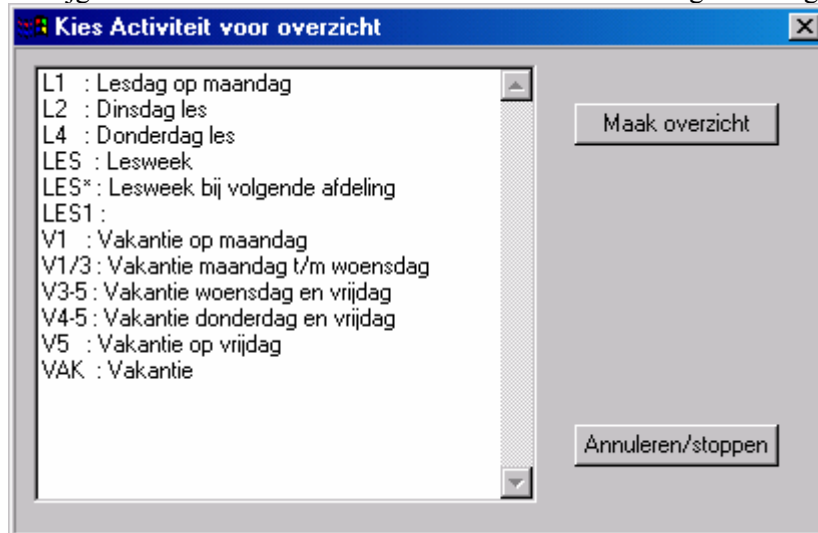 Kies Activiteit voor overzicht
L1 : Lesdag op maandag
L2 : Dinsdag les
L4 : Donderdag les
LES : Lesweek
LES* : Lesweek bij volgende afdeling
LES1 :
V1 : Vakantie op maandag
V1/3 : Vakantie maandag t/m woensdag
V3-5 : Vakantie woensdag en vrijdag
V4-5 : Vakantie donderdag en vrijdag
V5 : Vakantie op vrijdag
VAK : Vakantie
Maak overzicht
Annuleren/stoppen